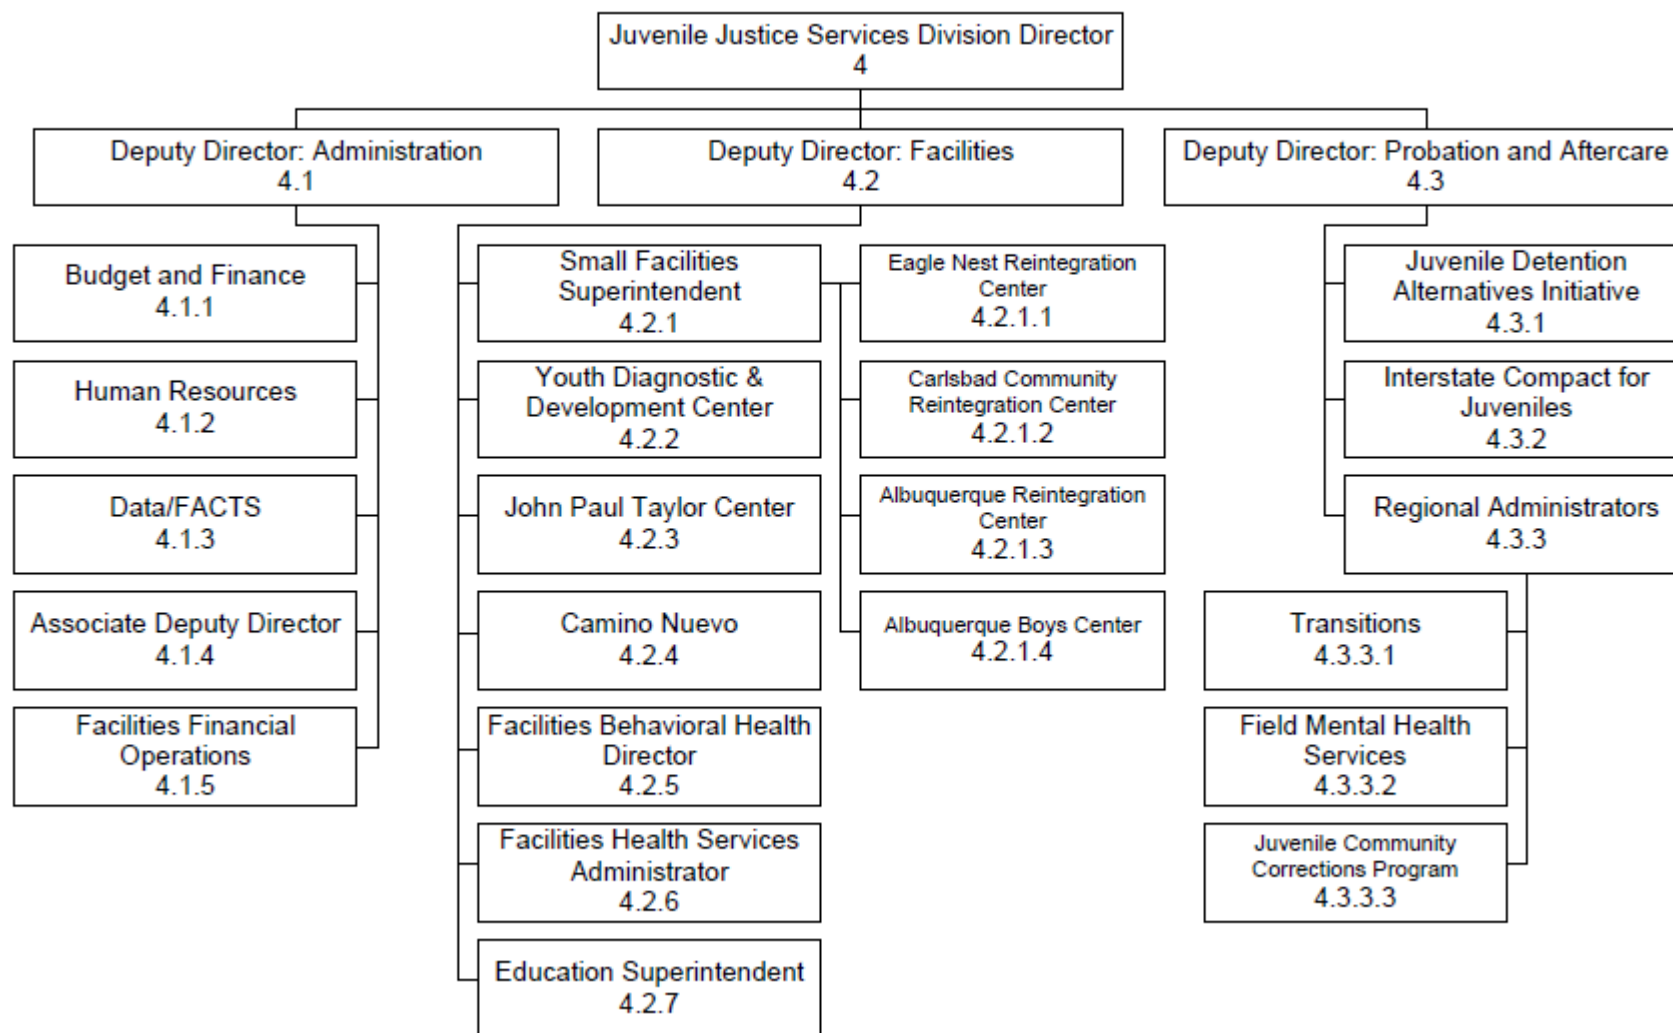 Juvenile Justice Services Division Director
4
Deputy Director: Administration
4.1
Deputy Director: Facilities
4.2
Deputy Director: Probation and Aftercare
4.3
Budget and Finance
4.1.1
Human Resources
4.1.2
Data/FACTS
4.1.3
Associate Deputy Director
4.1.4
Facilities Financial
Operations
4.1.5
Small Facilities
Superintendent
4.2.1
Youth Diagnostic &
Development Center
4.2.2
John Paul Taylor Center
4.2.3
Camino Nuevo
4.2.4
Facilities Behavioral Health
Director
4.2.5
Facilities Health Services
Administrator
4.2.6
Education Superintendent
4.2.7
Eagle Nest Reintegration
Center
4.2.1.1
Carlsbad Community
Reintegration Center
4.2.1.2
Albuquerque Reintegration
Center
4.2.1.3
Albuquerque Boys Center
4.2.1.4
Juvenile Detention
Alternatives Initiative
4.3.1
Interstate Compact for
Juveniles
4.3.2
Regional Administrators
4.3.3
Transitions
4.3.3.1
Field Mental Health
Services
4.3.3.2
Juvenile Community
Corrections Program
4.3.3.3